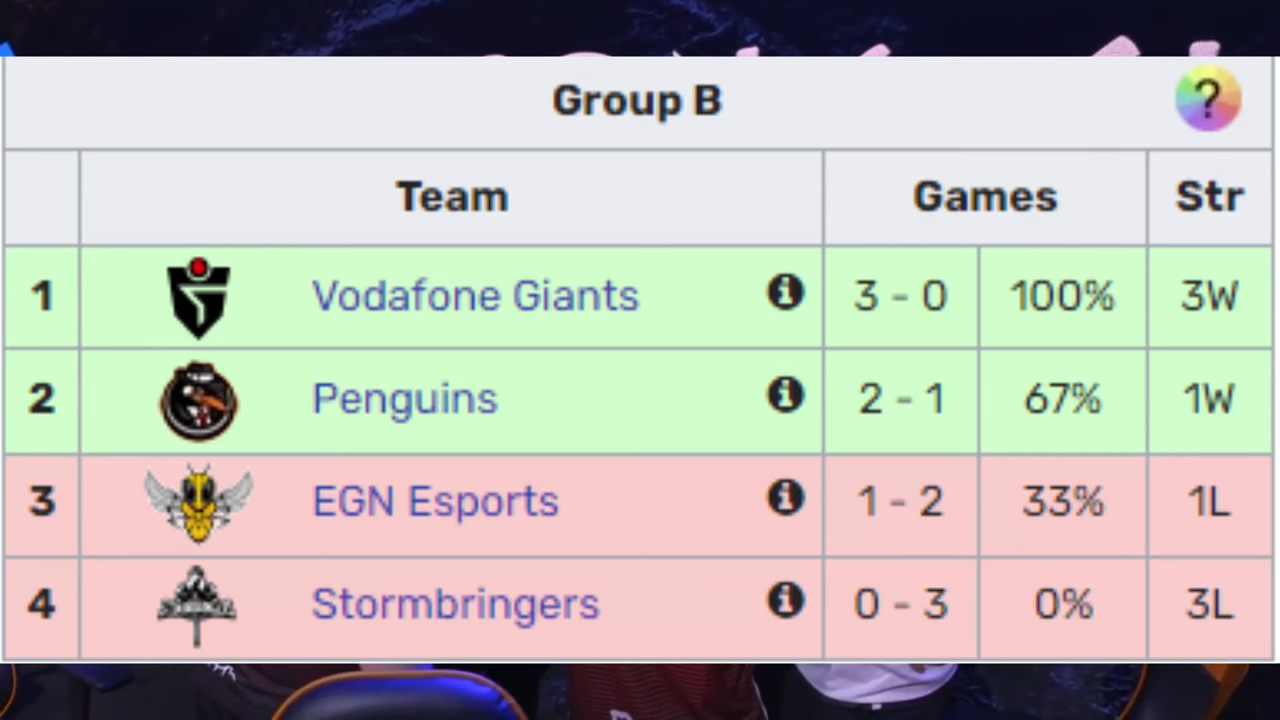 Group B ?
Team Games Str
1 Vodafone Giants 3 - 0 100% 3W
2 Penguins 2 - 1 67% 1W
3 EGN Esports 1 - 2 33% 1L
4 Stormbringers 0 - 3 0% 3L